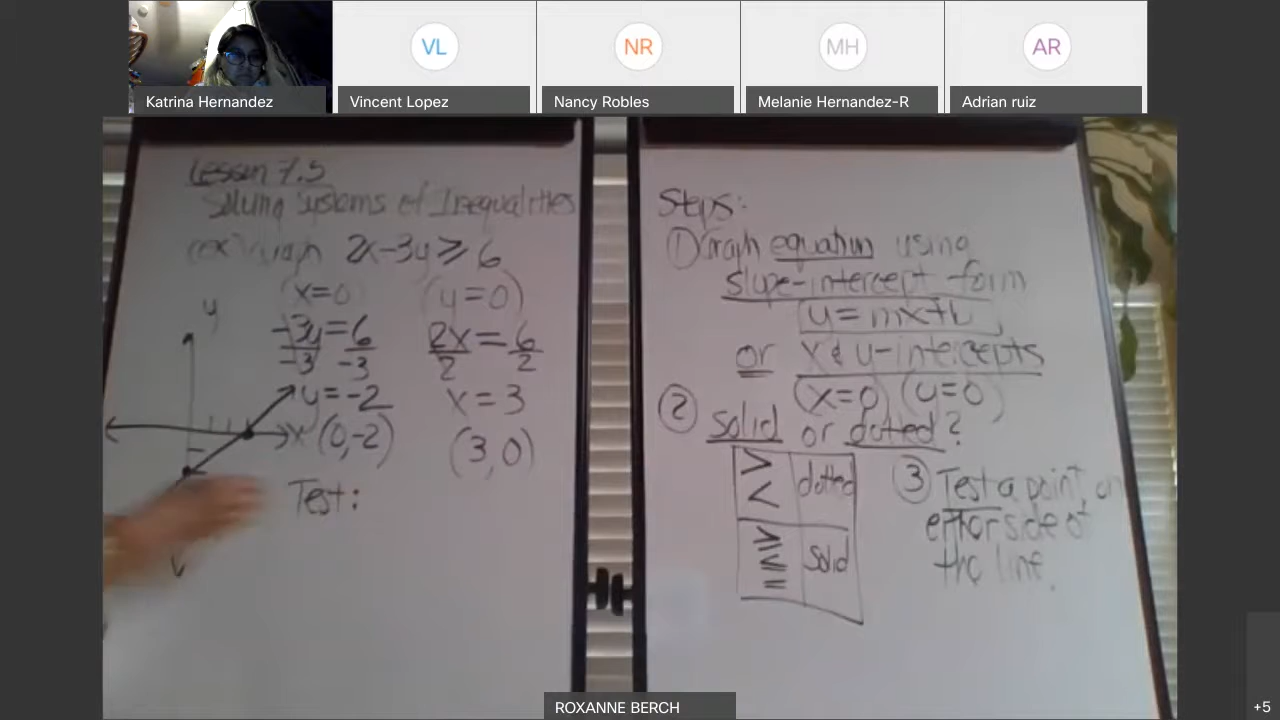 VL
NR
MH
AR
Katrina Hernandez
Vincent Lopez
Nancy Robles
Melanie Hernandez-R
Adrian ruiz
Lesson 7.5
Solving Systems of Inequalities
(ex) Graph 2x-3y ≥ 6
(x=0) (y=0)
-3y = 6 2x = 6
-3 -3 2 2
y = -2 x = 3
(0,-2) (3,0)
y
x
Test:
Steps:
① Graph equation using
slope-intercept form
y = mx+b
or x & y-intercepts
(x=0) (y=0)
② solid or dotted?
> dotted
<
≥ solid
≤
=
③ Test a point on
either side of
the line.
ROXANNE BERCH
+5